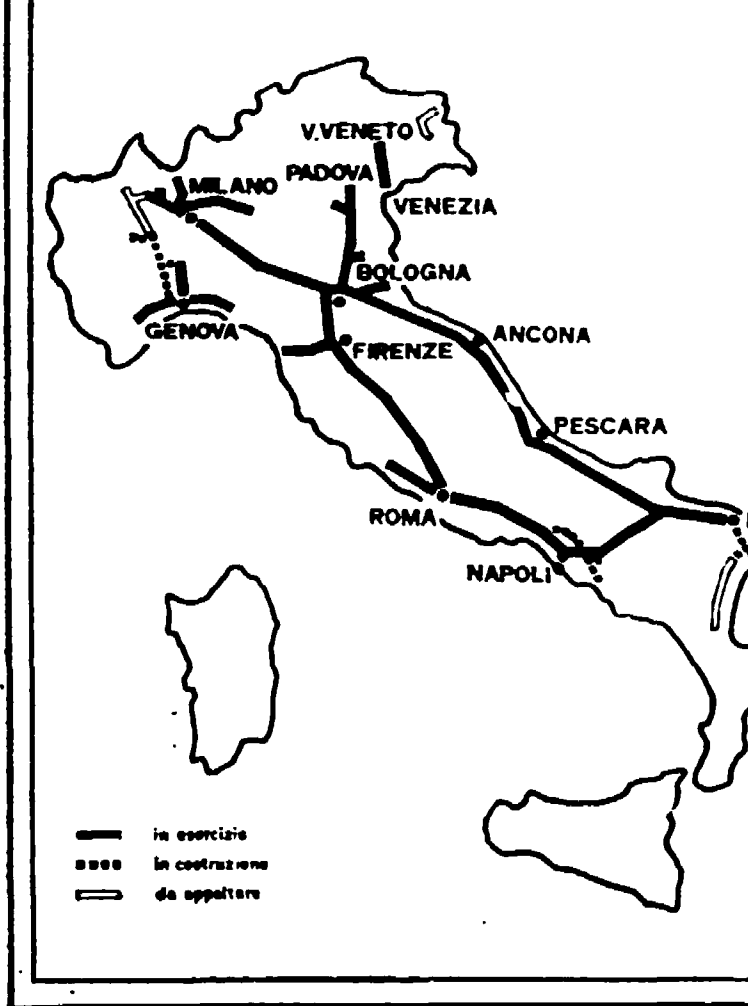 V.VENETO
PADOVA
MILANO
VENEZIA
BOLOGNA
GENOVA
FIRENZE
ANCONA
PESCARA
ROMA
NAPOLI
in esercizio
in costruzione
da appaltare